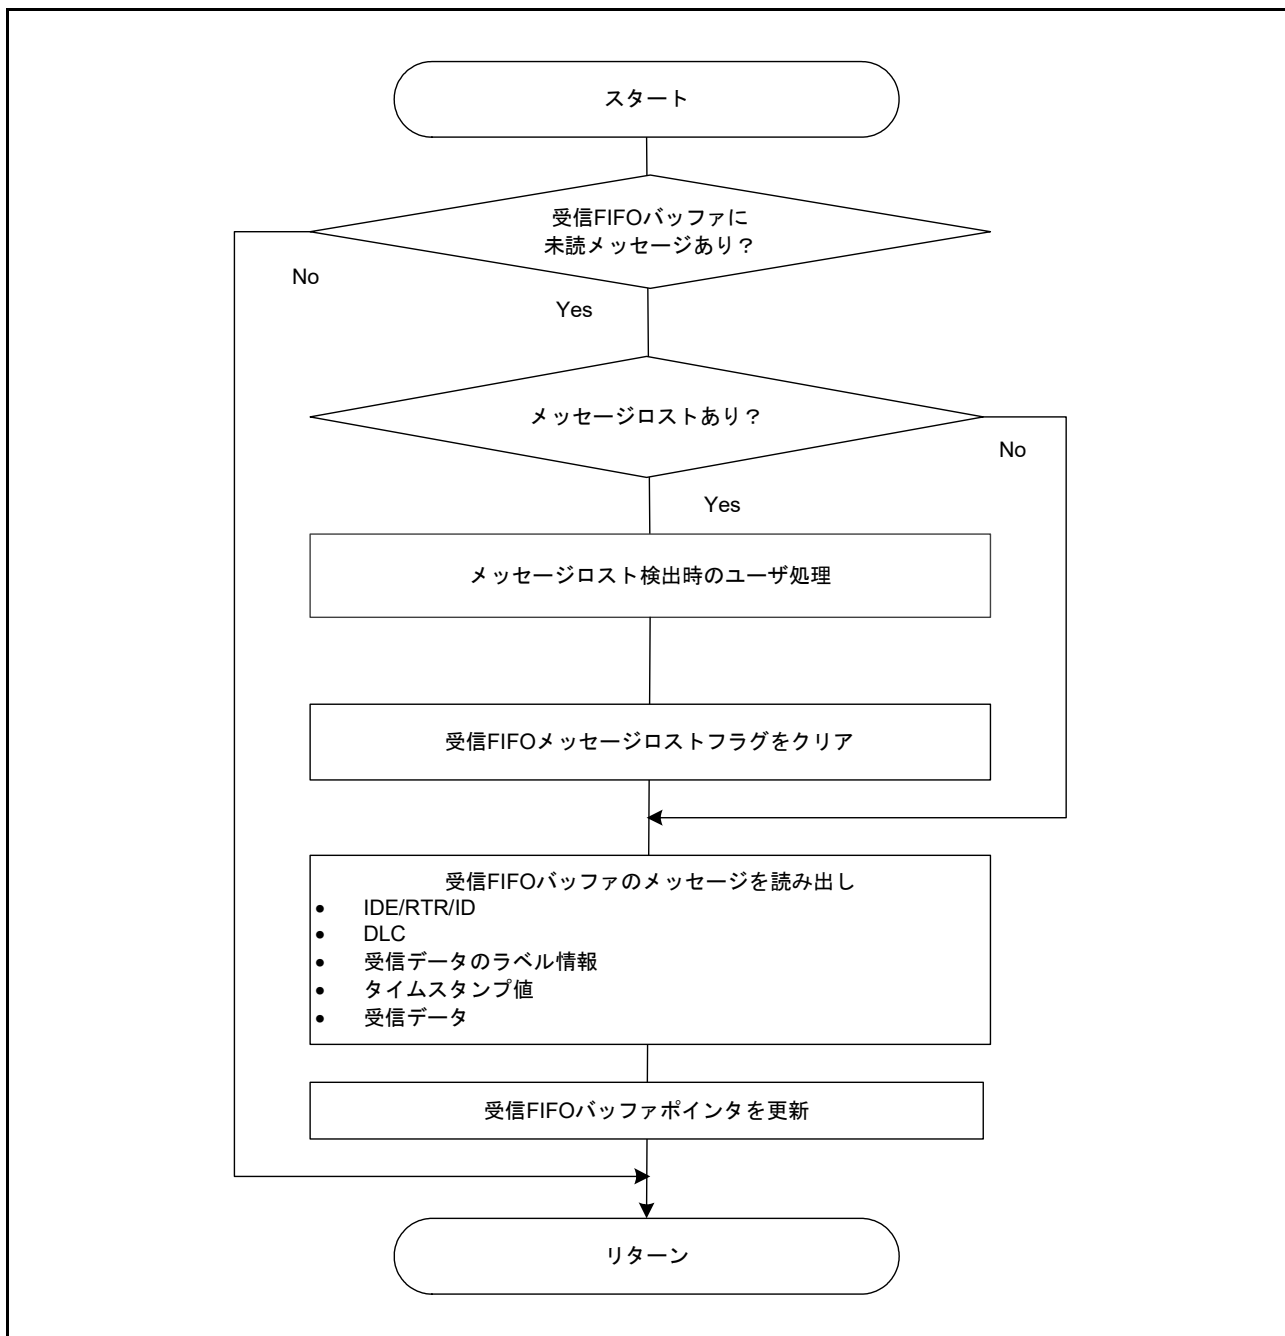 スタート
受信FIFOバッファに
未読メッセージあり？
No
Yes
メッセージロストあり？
No
Yes
メッセージロスト検出時のユーザ処理
受信FIFOメッセージロストフラグをクリア
受信FIFOバッファのメッセージを読み出し
• IDE/RTR/ID
• DLC
• 受信データのラベル情報
• タイムスタンプ値
• 受信データ
受信FIFOバッファポインタを更新
リターン